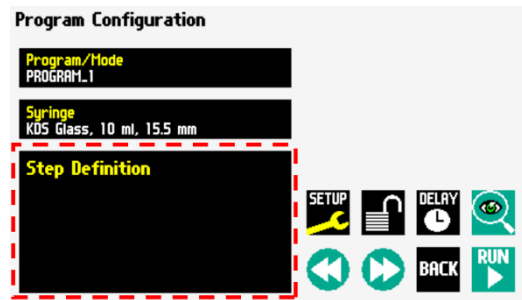 Program Configuration
Program/Mode
PROGRAM_1
Syringe
KDS Glass, 10 ml, 15.5 mm
Step Definition
SETUP
DELAY
BACK
RUN